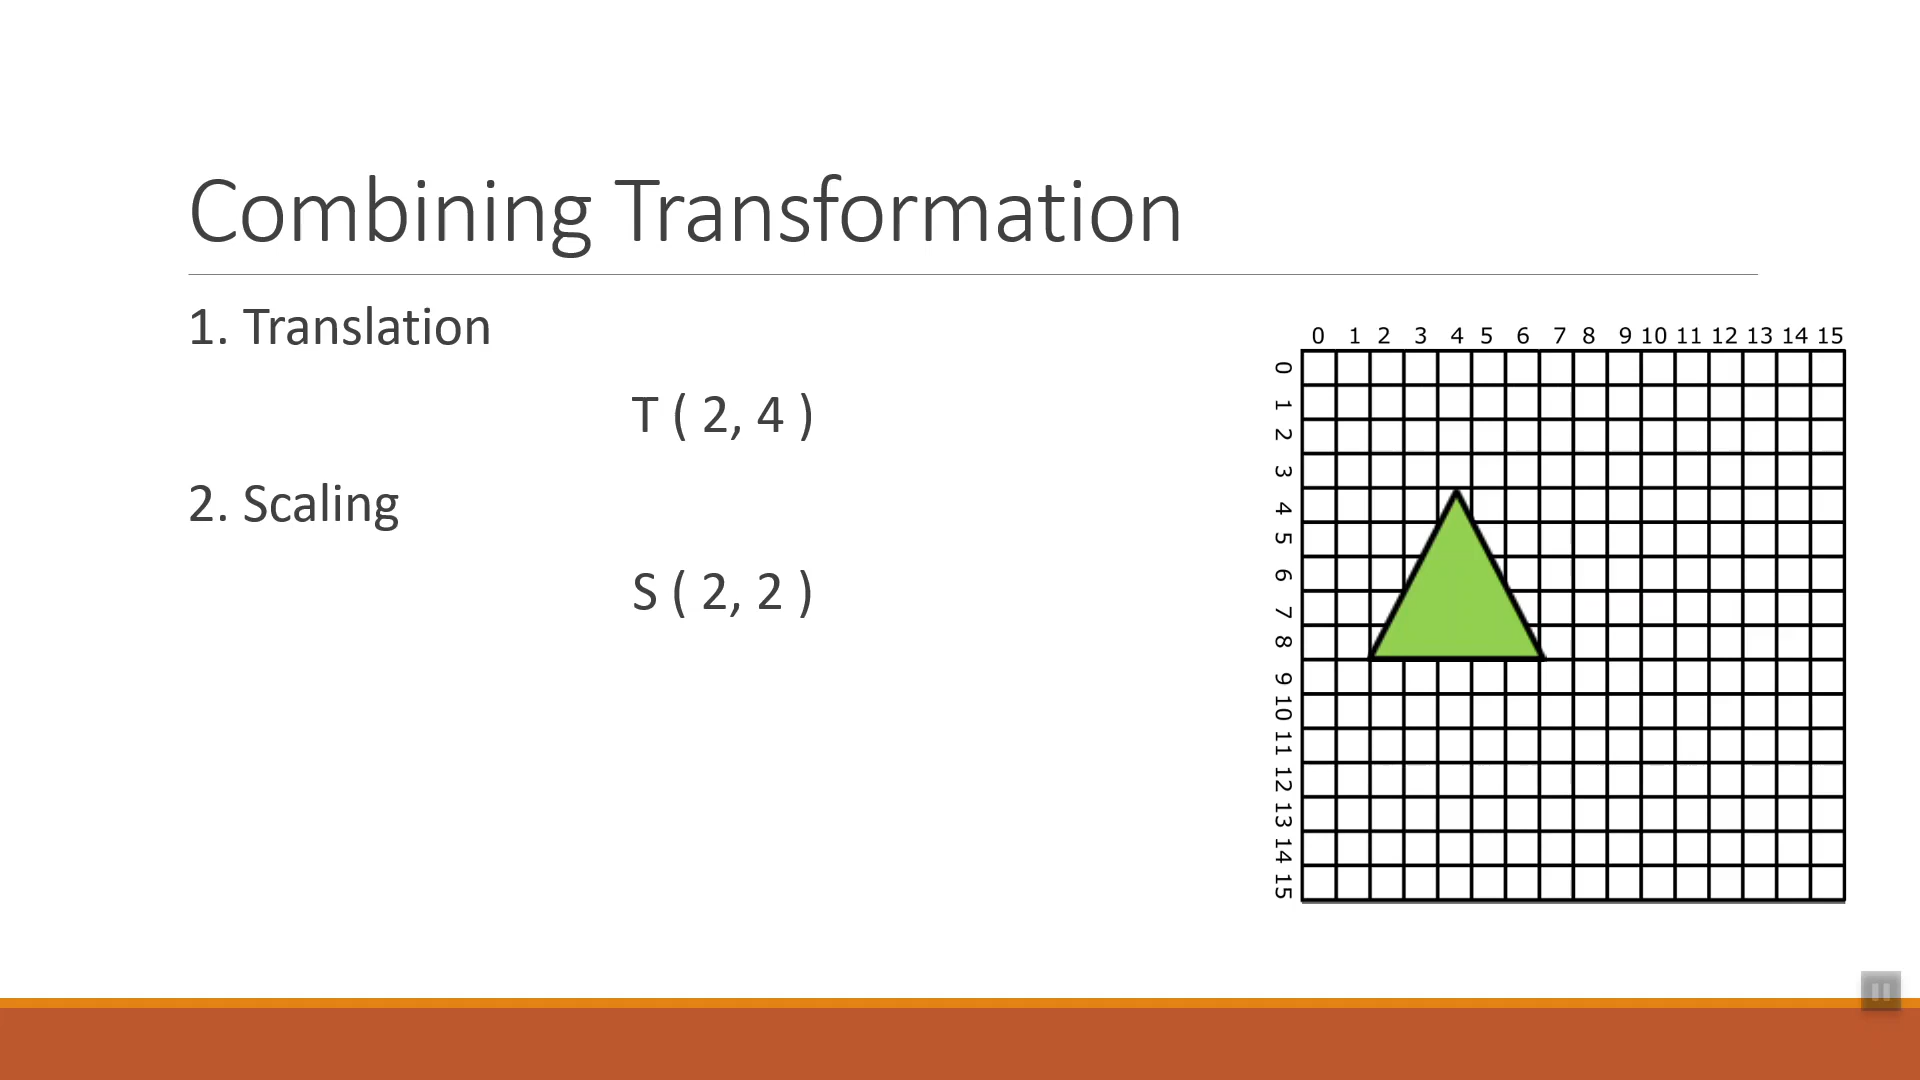 Combining Transformation
1. Translation
T ( 2, 4 )
2. Scaling
S ( 2, 2 )
0 1 2 3 4 5 6 7 8 9 10 11 12 13 14 15
0 1 2 3 4 5 6 7 8 9 10 11 12 13 14 15